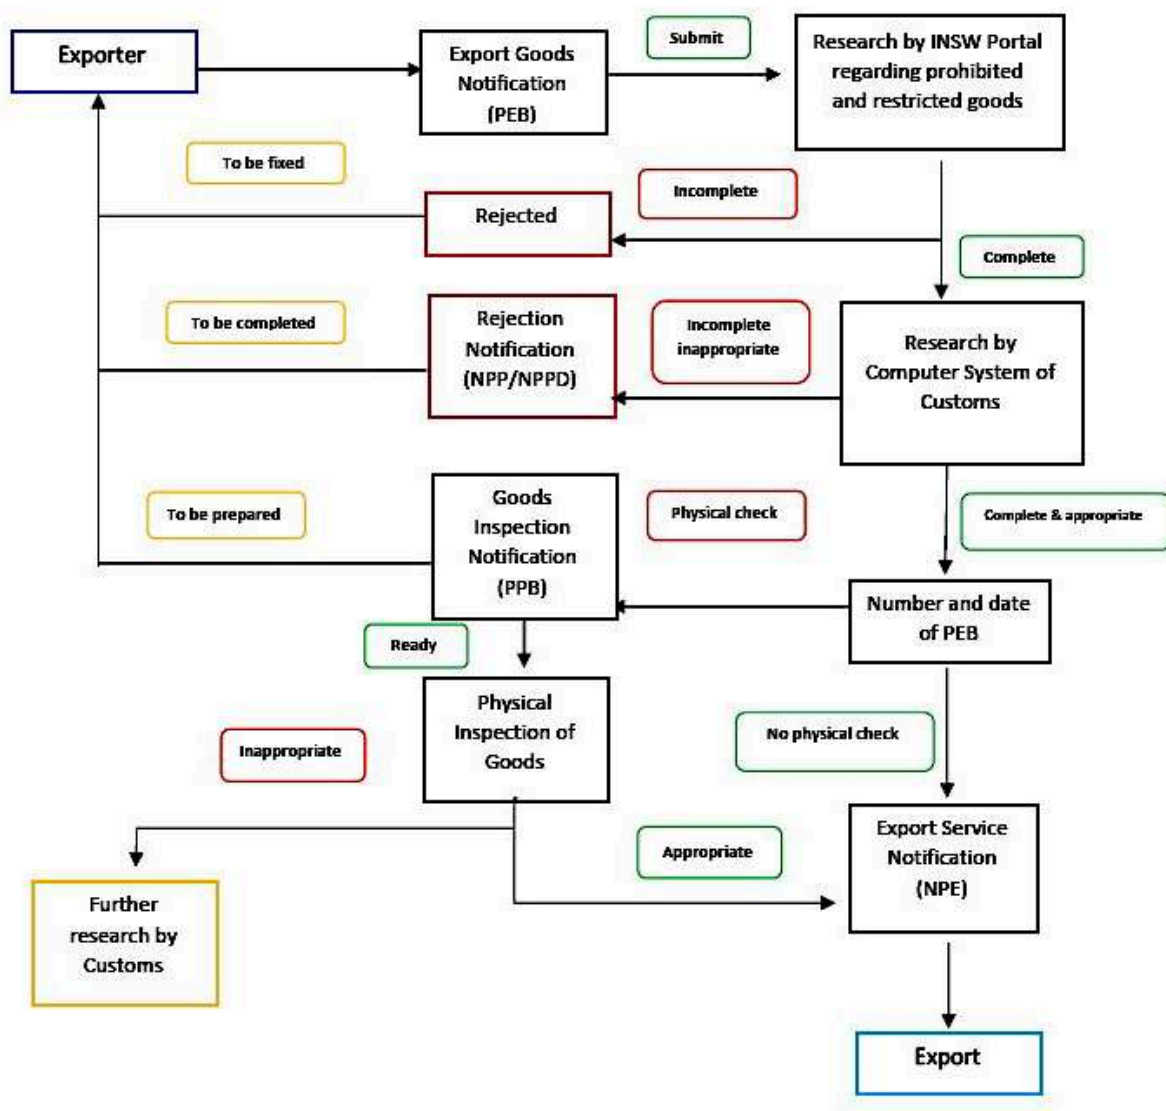 Exporter
Export Goods
Notification
(PEB)
Submit
Research by INSW Portal
regarding prohibited
and restricted goods
To be fixed
Rejected
Incomplete
Complete
To be completed
Rejection
Notification
(NPP/NPPD)
Incomplete
inappropriate
Research by
Computer System of
Customs
To be prepared
Goods
Inspection
Notification
(PPB)
Physical check
Complete & appropriate
Number and date
of PEB
Ready
Physical
Inspection of
Goods
Inappropriate
No physical check
Appropriate
Export Service
Notification
(NPE)
Further
research by
Customs
Export